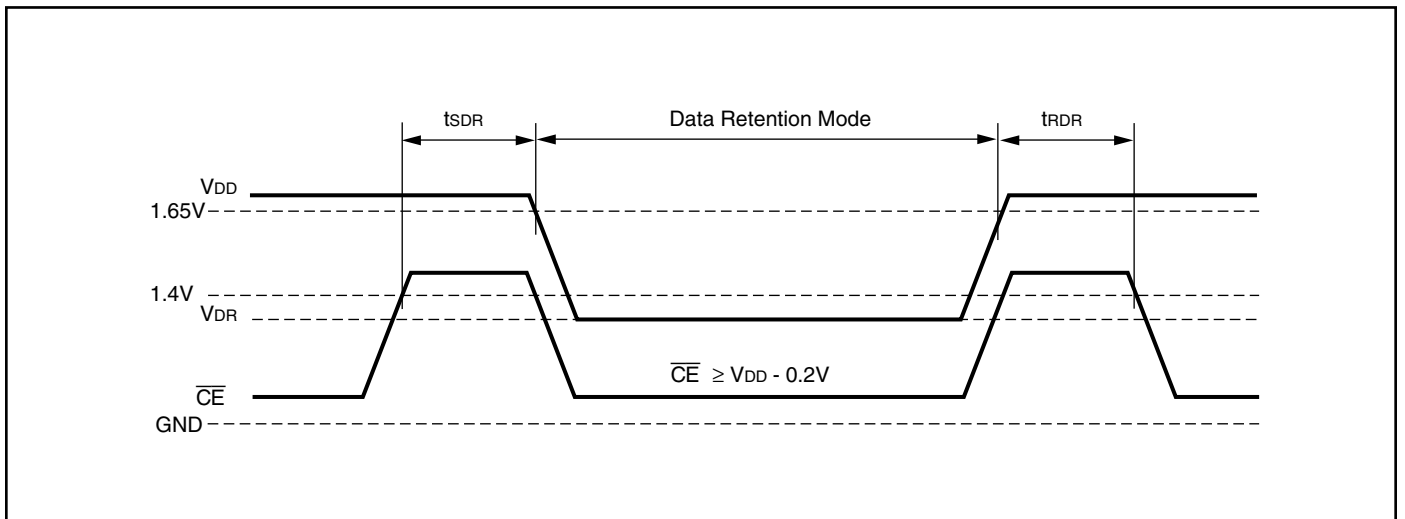 tSDR Data Retention Mode tRDR
VDD
1.65V
1.4V
VDR
CE ≥ VDD - 0.2V
CE
GND